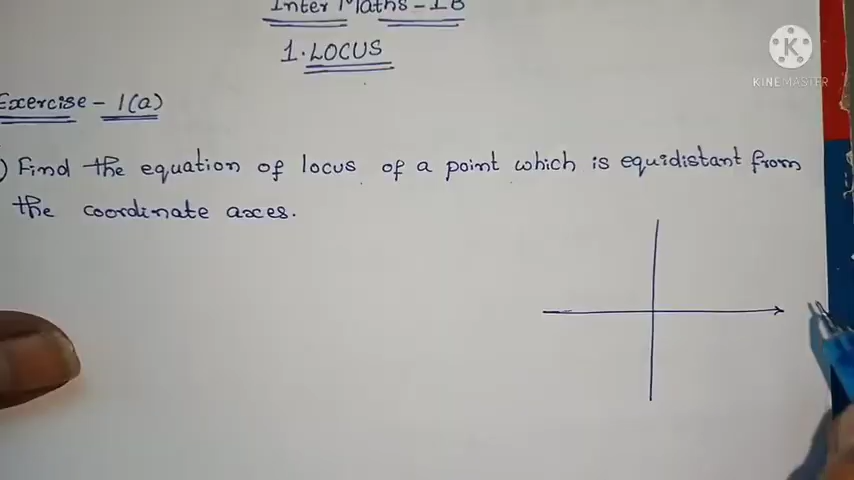 Inter Maths - IB
1. LOCUS
KINEMASTER
Exercise - 1(a)
) Find the equation of locus of a point which is equidistant from
the coordinate axes.